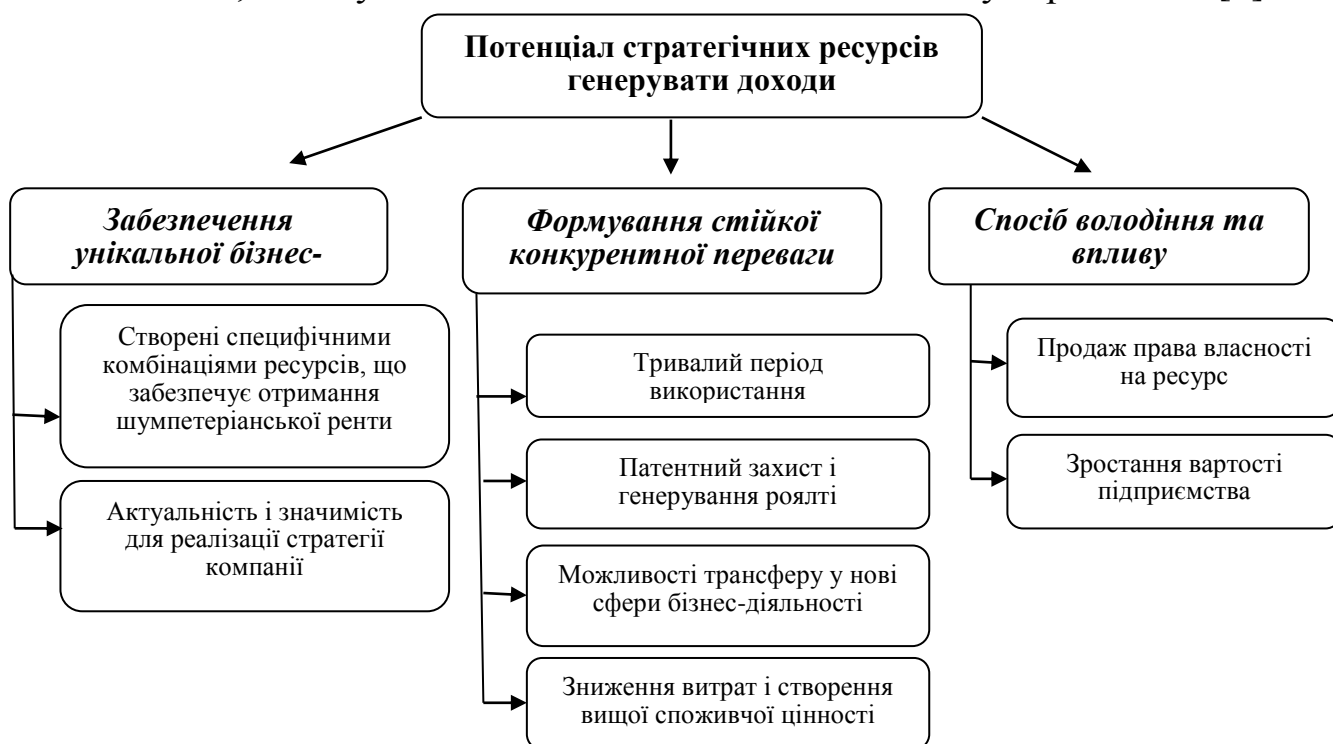 Потенціал стратегічних ресурсів
генерувати доходи
Забезпечення
унікальної бізнес-
Формування стійкої
конкурентної переваги
Спосіб володіння та
впливу
Створені специфічними
комбінаціями ресурсів, що
забезпечує отримання
шумпетеріанської ренти
Актуальність і значимість
для реалізації стратегії
компанії
Тривалий період
використання
Патентний захист і
генерування роялті
Можливості трансферу у нові
сфери бізнес-діяльності
Зниження витрат і створення
вищої споживчої цінності
Продаж права власності
на ресурс
Зростання вартості
підприємства